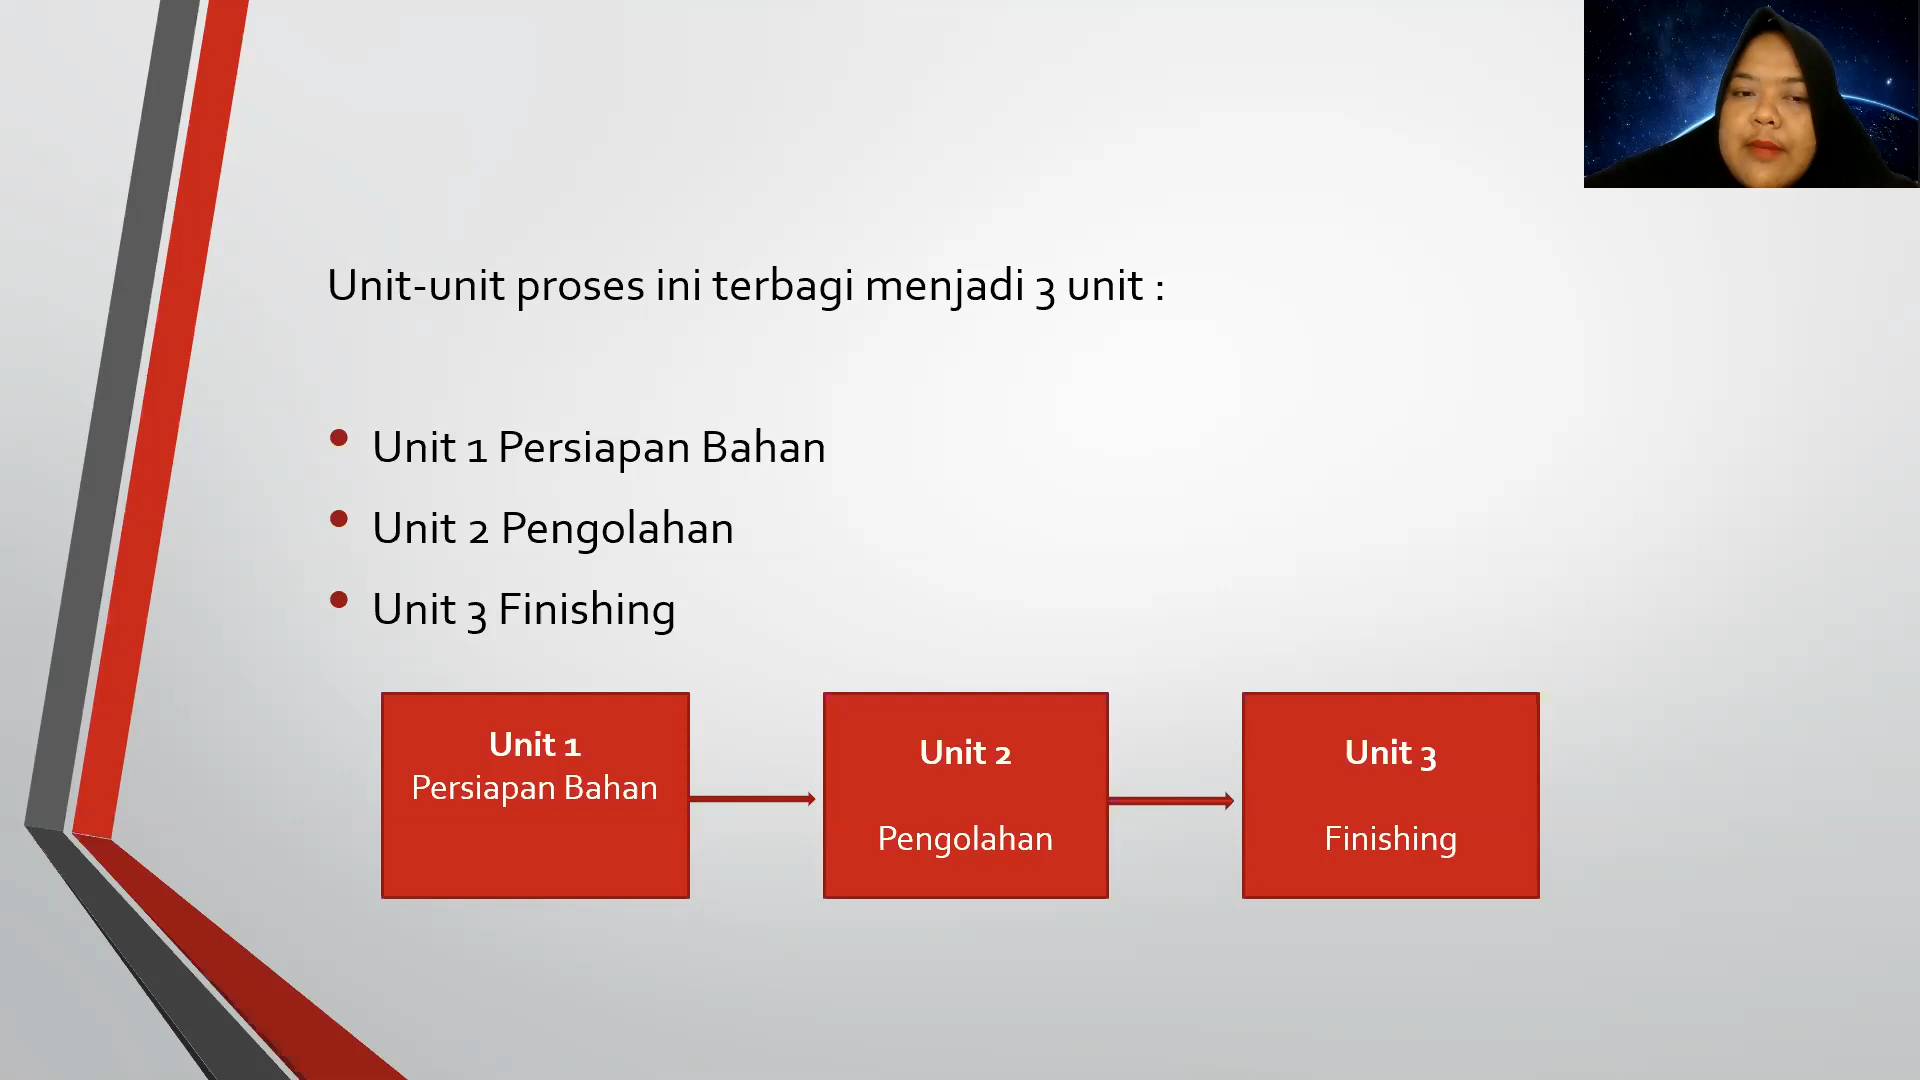 Unit-unit proses ini terbagi menjadi 3 unit :
• Unit 1 Persiapan Bahan
• Unit 2 Pengolahan
• Unit 3 Finishing
Unit 1
Persiapan Bahan
Unit 2
Pengolahan
Unit 3
Finishing